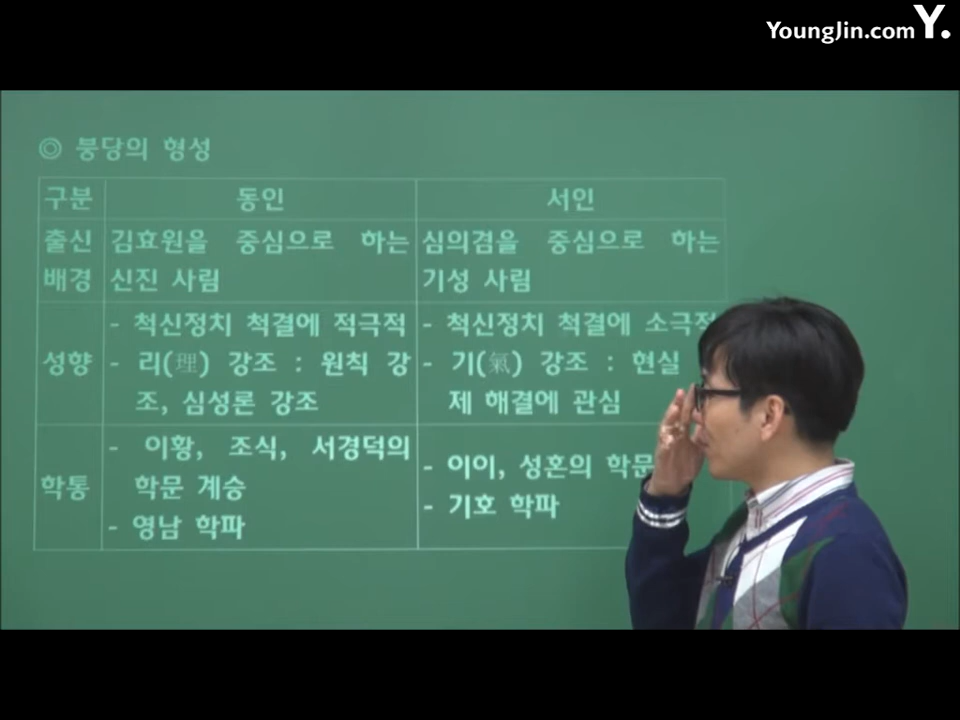 YoungJin.com Y.
◎ 붕당의 형성
구분 동인 서인
출신 배경
김효원을 중심으로 하는
신진 사림
심의겸을 중심으로 하는
기성 사림
성향
- 척신정치 척결에 적극적
- 리(理) 강조 : 원칙 강
조, 심성론 강조
- 척신정치 척결에 소극적
- 기(氣) 강조 : 현실
제 해결에 관심
학통
- 이황, 조식, 서경덕의
학문 계승
- 영남 학파
- 이이, 성혼의 학문
- 기호 학파